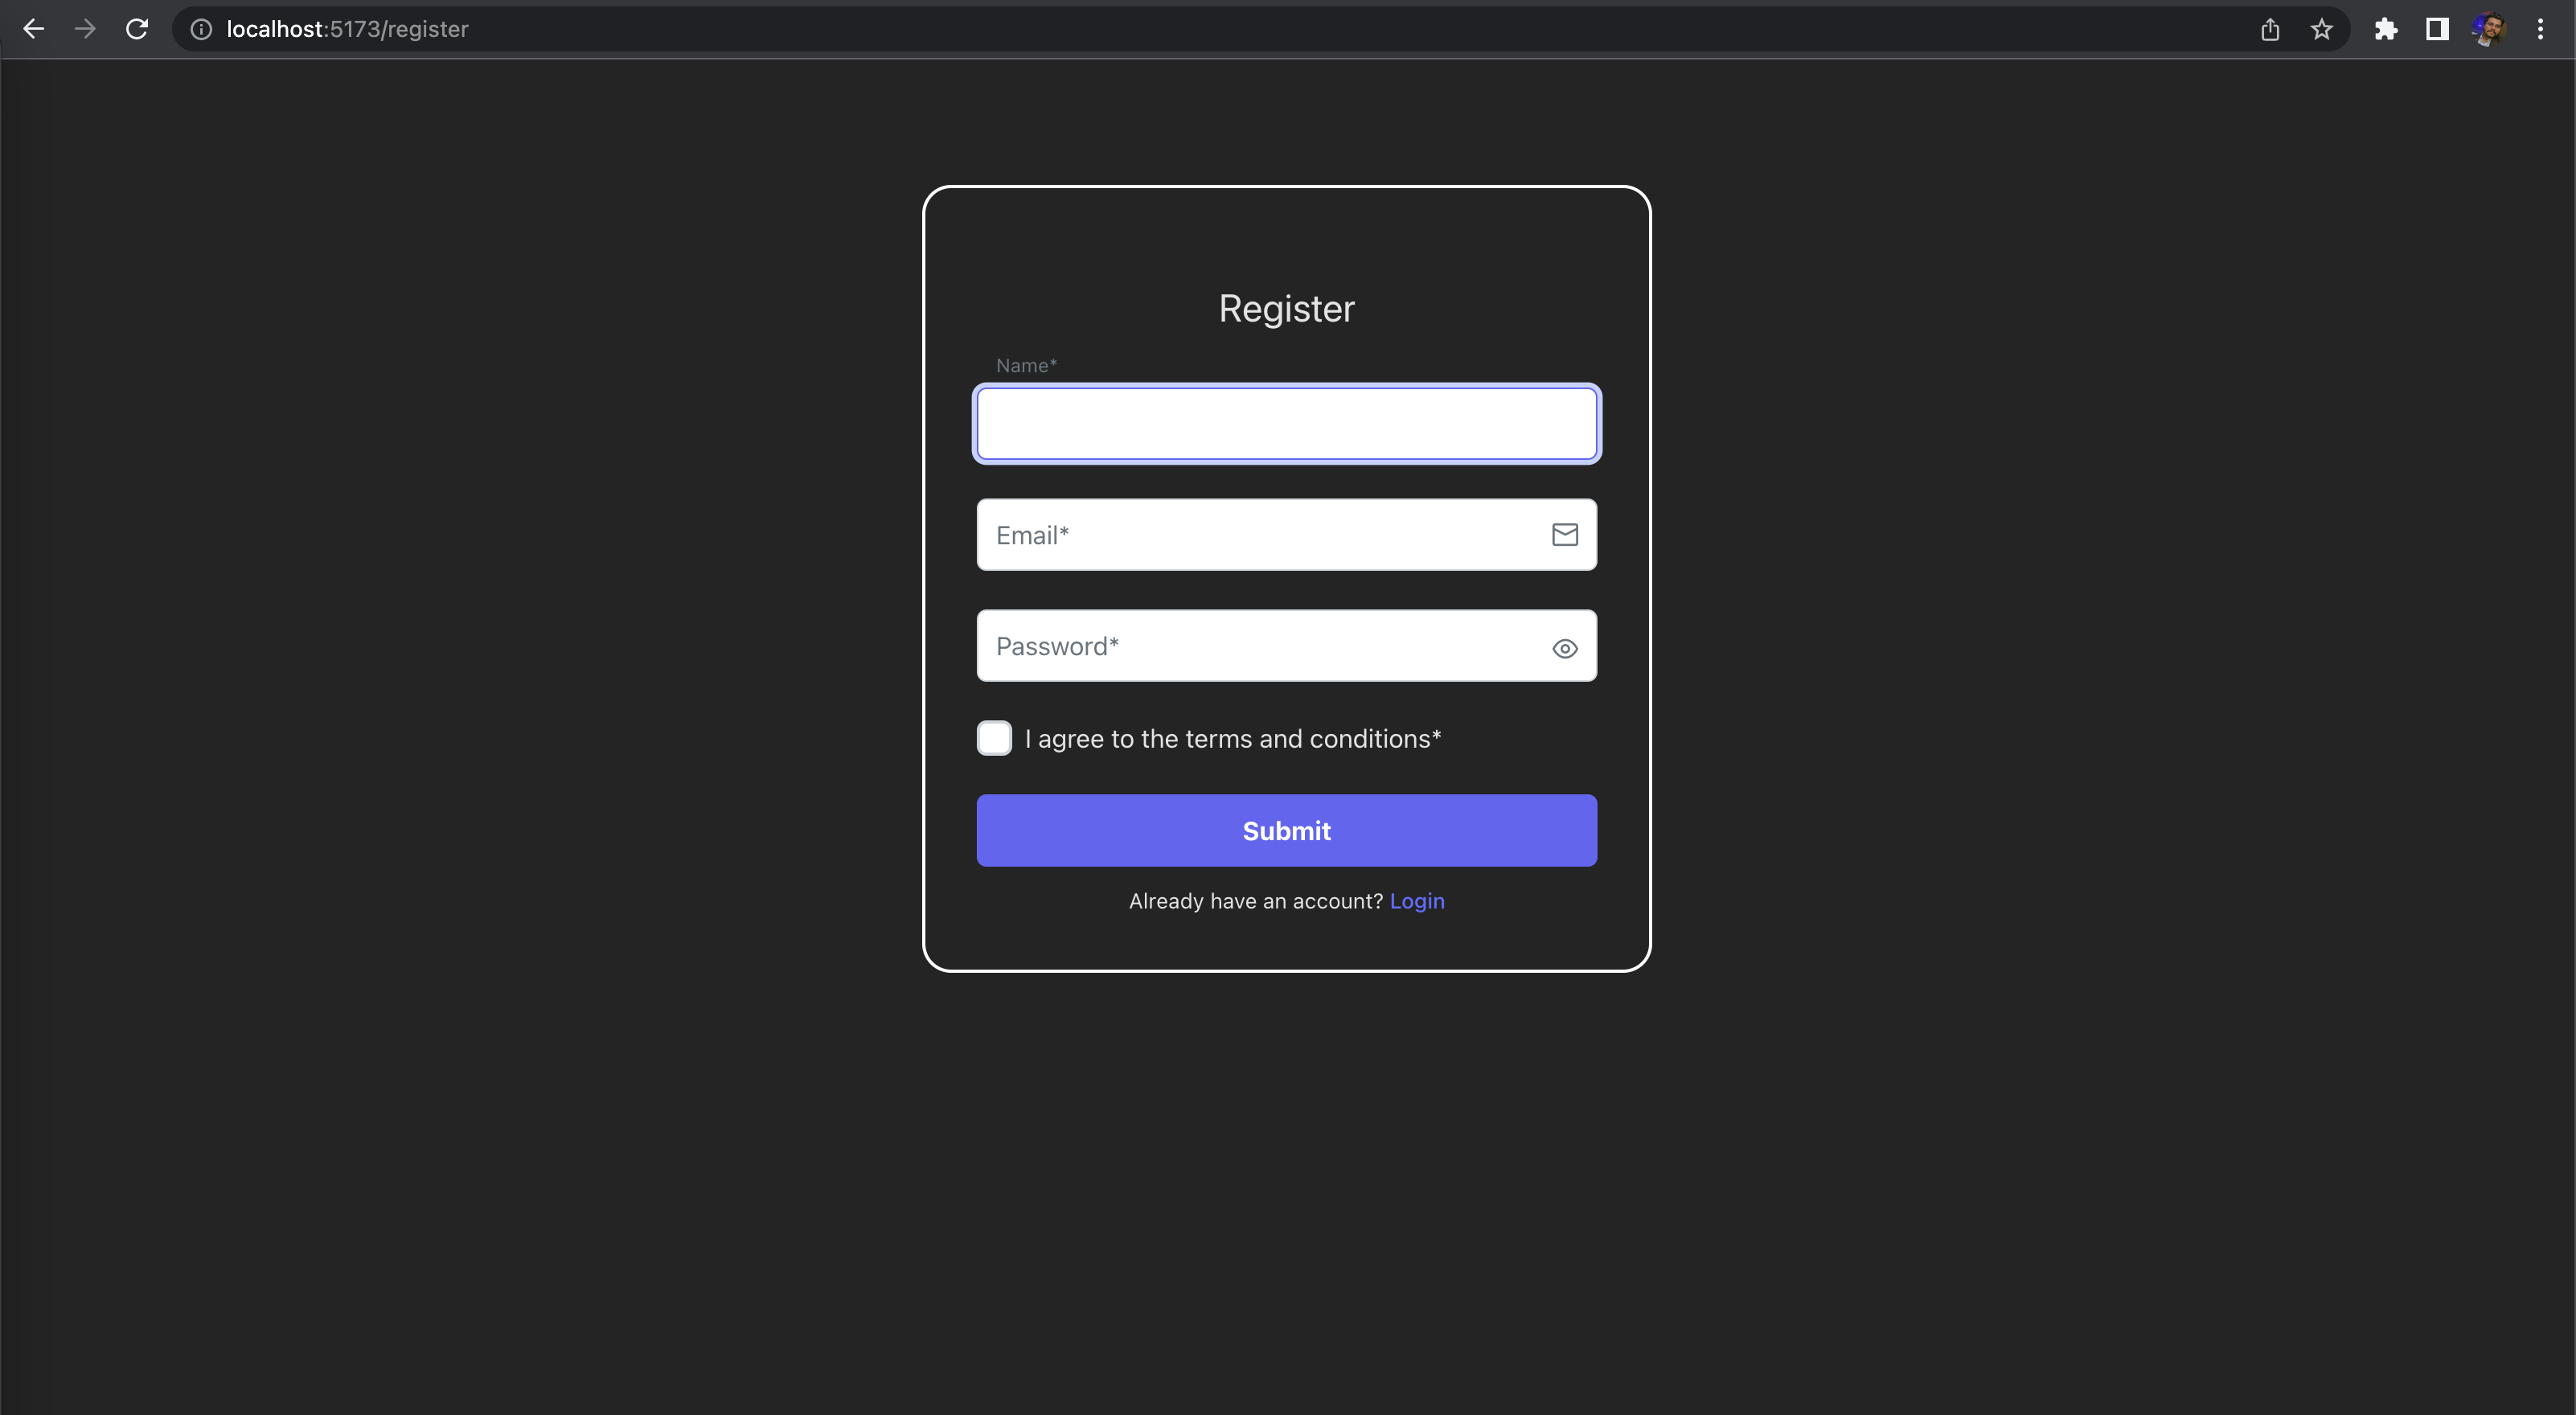 localhost:5173/register
Register
Name*
Email*
Password*
I agree to the terms and conditions*
Submit
Already have an account? Login